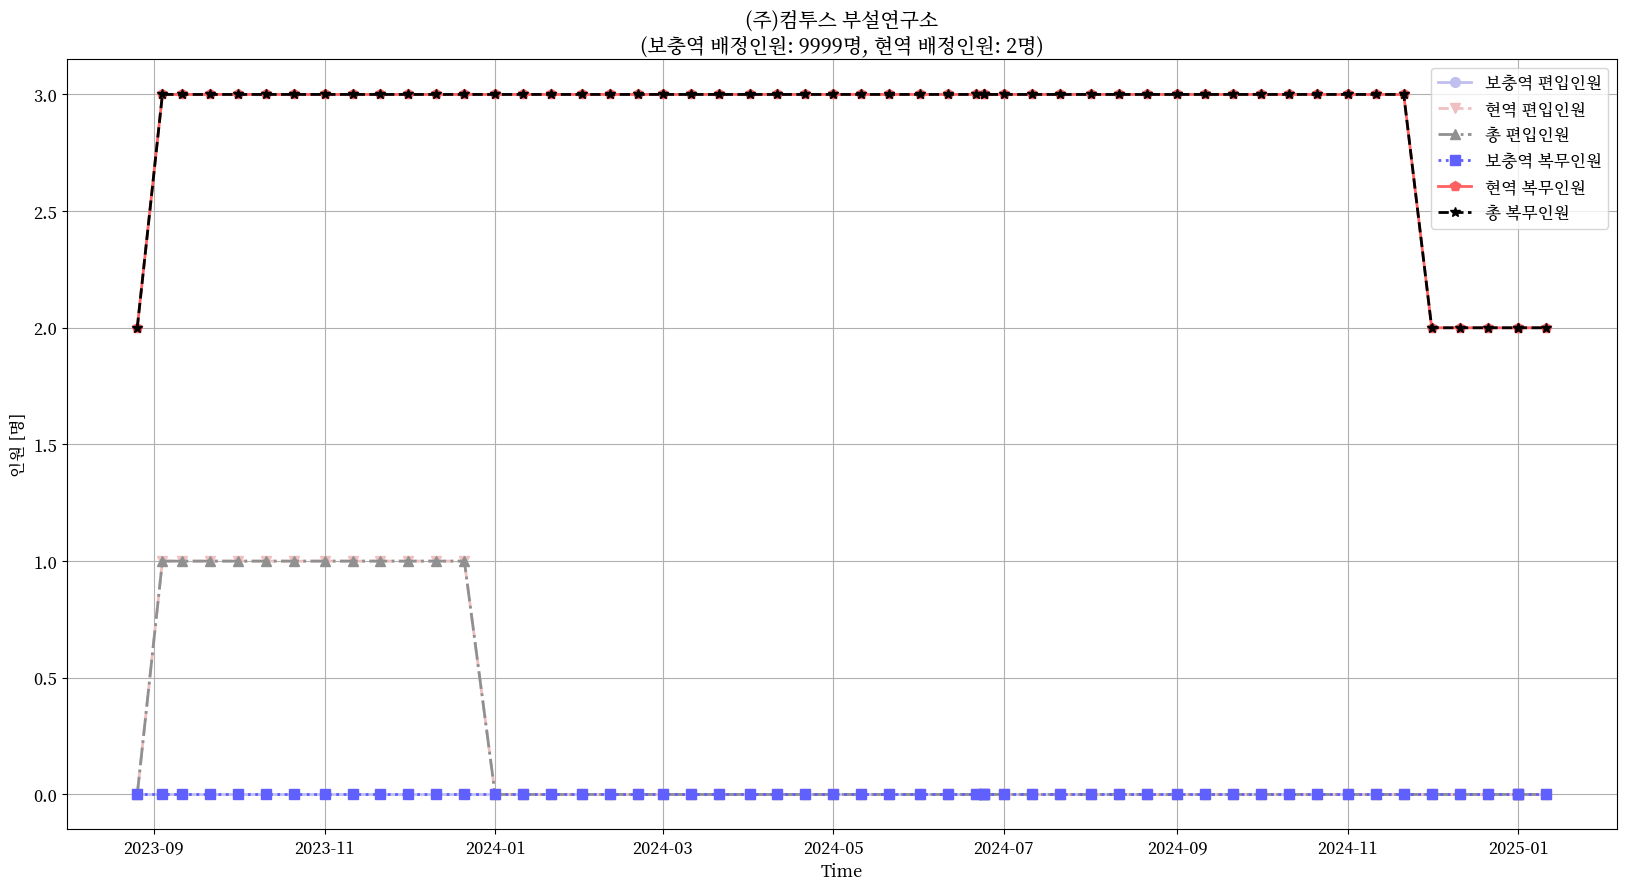 (주)컴투스 부설연구소
(보충역 배정인원: 9999명, 현역 배정인원: 2명)
보충역 편입인원
현역 편입인원
총 편입인원
보충역 복무인원
현역 복무인원
총 복무인원
3.0
2.5
2.0
1.5
1.0
0.5
0.0
인원 [명]
2023-09
2023-11
2024-01
2024-03
2024-05
2024-07
2024-09
2024-11
2025-01
Time